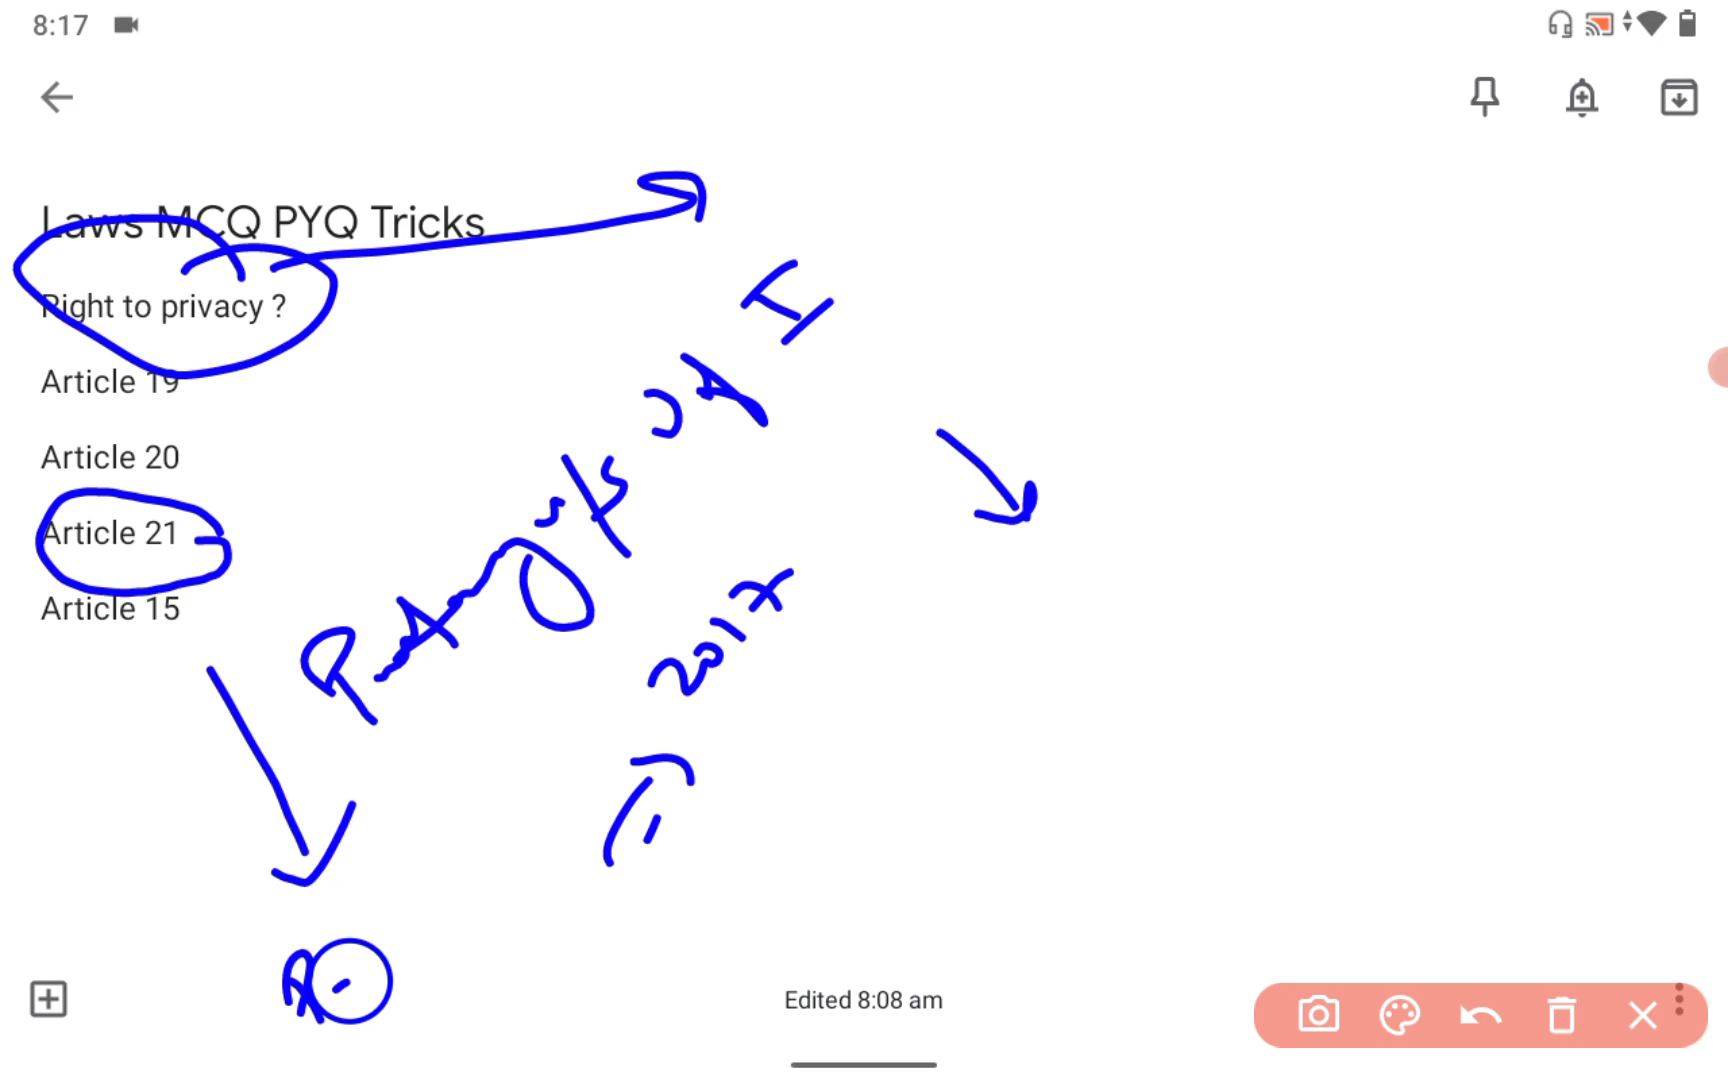 8:17
Laws MCQ PYQ Tricks
Right to privacy ?
Article 19
Article 20
Article 21
Article 15
2017
Edited 8:08 am